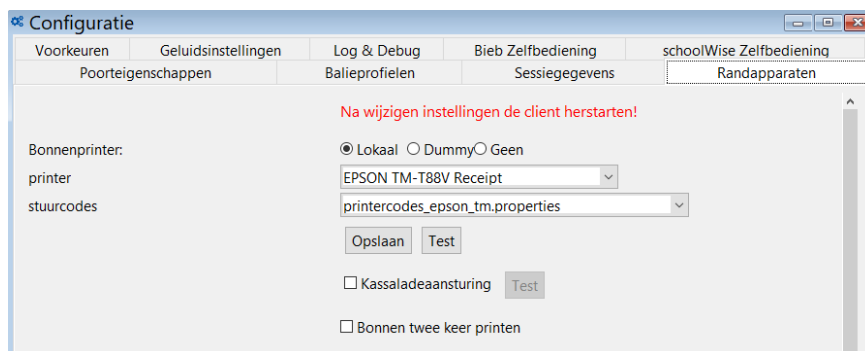 Configuratie
Voorkeuren Geluidsinstellingen Log & Debug Bieb Zelfbediening schoolWise Zelfbediening
Poorteigenschappen Balieprofielen Sessiegegevens Randapparaten
Na wijzigen instellingen de client herstarten!
Bonnenprinter: Lokaal Dummy Geen
printer EPSON TM-T88V Receipt
stuurcodes printercodes_epson_tm.properties
Opslaan Test
Kassaladeaansturing Test
Bonnen twee keer printen